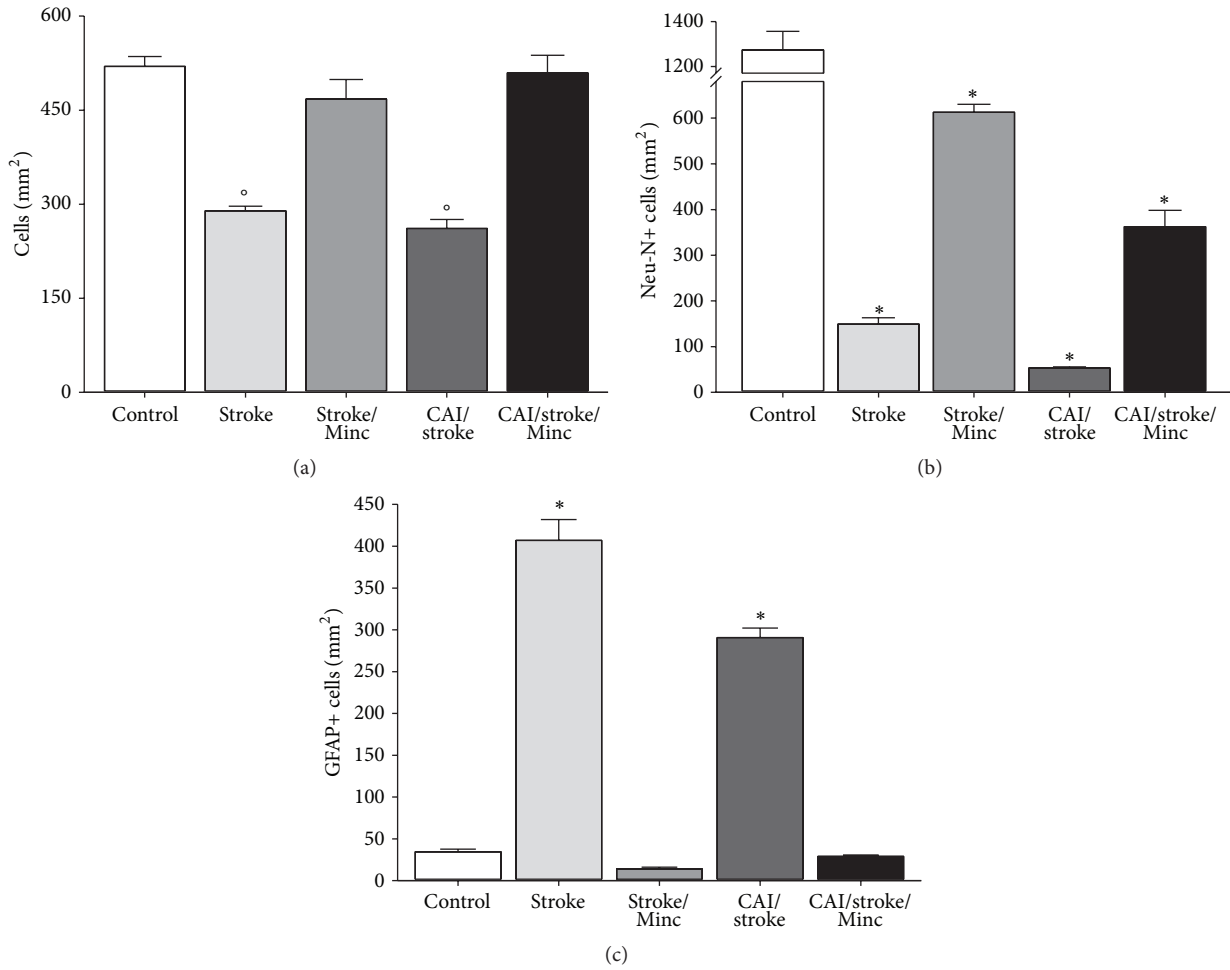 600
450
300
150
0
Cells (mm²)
° °
Control Stroke Stroke/ CAI/ CAI/stroke/
Minc stroke Minc
(a)
1400
1200
600
500
400
300
200
100
0
Neu-N+ cells (mm²)
* * * *
Control Stroke Stroke/ CAI/ CAI/stroke/
Minc stroke Minc
(b)
450
400
350
300
250
200
150
100
50
0
GFAP+ cells (mm²)
* *
Control Stroke Stroke/ CAI/ CAI/stroke/
Minc stroke Minc
(c)